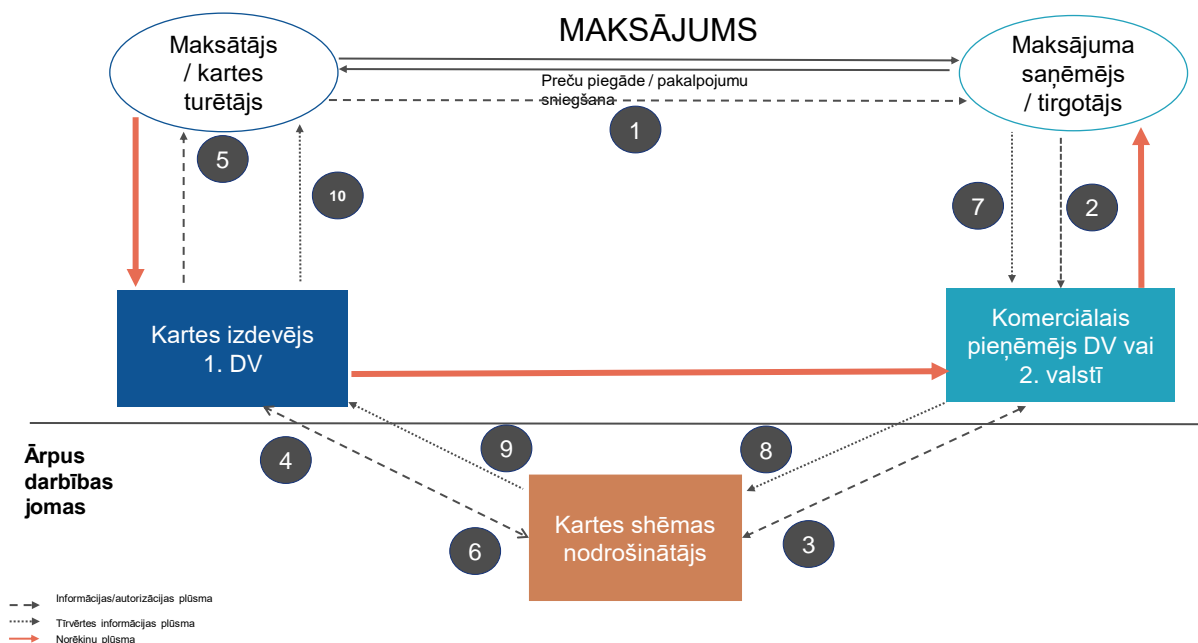 MAKSĀJUMS
Maksātājs
/ kartes
turētājs
Maksājuma
saņēmējs
/ tirgotājs
Preču piegāde / pakalpojumu
sniegšana
1
5
10
7
2
Kartes izdevējs
1. DV
Komerciālais
pieņēmējs DV vai
2. valstī
Ārpus
darbības
jomas
4
9
8
6
3
Kartes shēmas
nodrošinātājs
Informācijas/autorizācijas plūsma
Tīrvērtes informācijas plūsma
Norēķinu plūsma